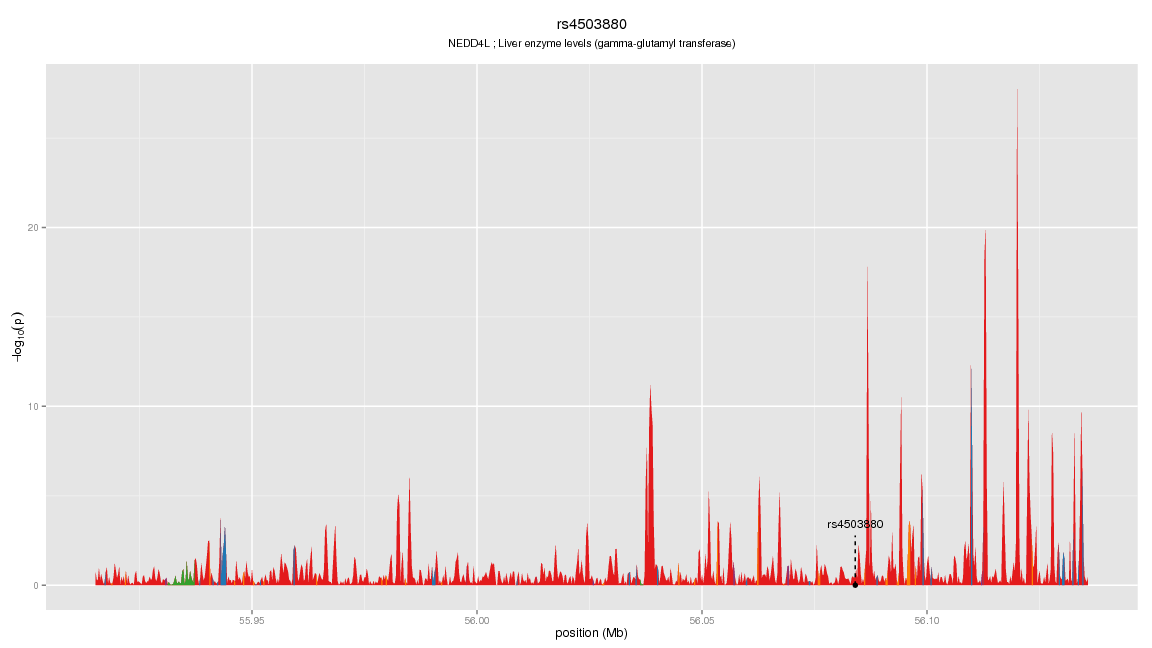 rs4503880
NEDD4L ; Liver enzyme levels (gamma-glutamyl transferase)
−log10(p)
20
10
0
rs4503880
55.95 56.00 56.05 56.10
position (Mb)